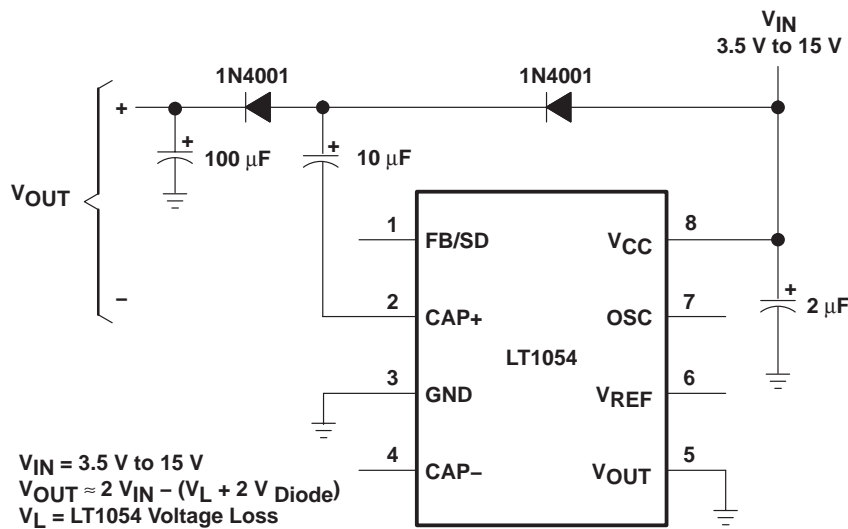 VIN
3.5 V to 15 V
1N4001
1N4001
+
+
100 µF
+
10 µF
VOUT
−
1
FB/SD
VCC
8
2
CAP+
OSC
7
+
2 µF
LT1054
3
GND
VREF
6
4
CAP−
VOUT
5
VIN = 3.5 V to 15 V
VOUT ≈ 2 VIN – (VL + 2 V Diode)
VL = LT1054 Voltage Loss